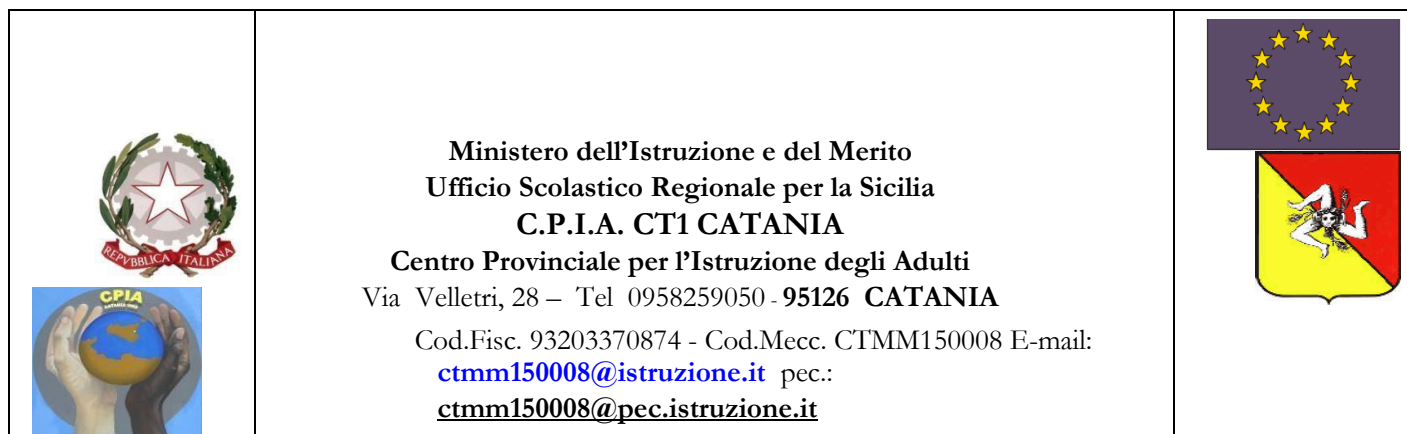 Ministero dell’Istruzione e del Merito
Ufficio Scolastico Regionale per la Sicilia
C.P.I.A. CT1 CATANIA
Centro Provinciale per l’Istruzione degli Adulti
Via Velletri, 28 – Tel 0958259050 - 95126 CATANIA
Cod.Fisc. 93203370874 - Cod.Mecc. CTMM150008 E-mail:
ctmm150008@istruzione.it pec.:
ctmm150008@pec.istruzione.it
REPVBBLICA ITALIANA
CPIA